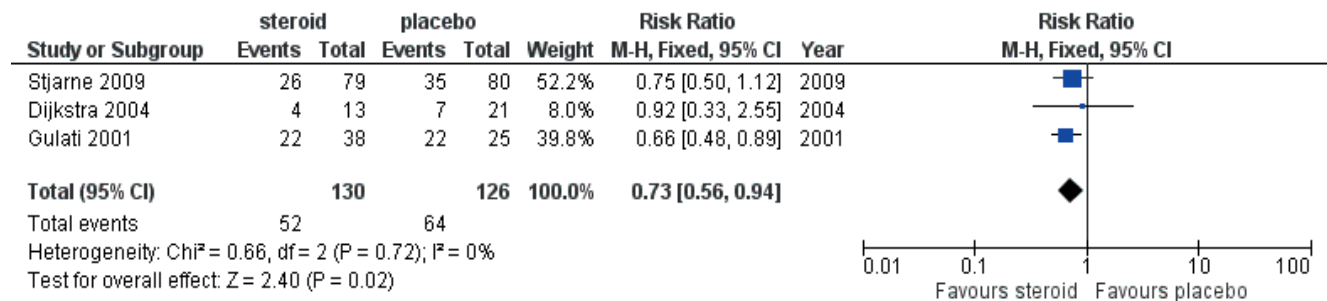 steroid placebo Risk Ratio Risk Ratio
Study or Subgroup Events Total Events Total Weight M-H, Fixed, 95% CI Year M-H, Fixed, 95% CI
Stjarne 2009 26 79 35 80 52.2% 0.75 [0.50, 1.12] 2009
Dijkstra 2004 4 13 7 21 8.0% 0.92 [0.33, 2.55] 2004
Gulati 2001 22 38 22 25 39.8% 0.66 [0.48, 0.89] 2001
Total (95% CI) 130 126 100.0% 0.73 [0.56, 0.94]
Total events 52 64
Heterogeneity: Chi² = 0.66, df = 2 (P = 0.72); I² = 0%
Test for overall effect: Z = 2.40 (P = 0.02)
0.01 0.1 1 10 100
Favours steroid Favours placebo